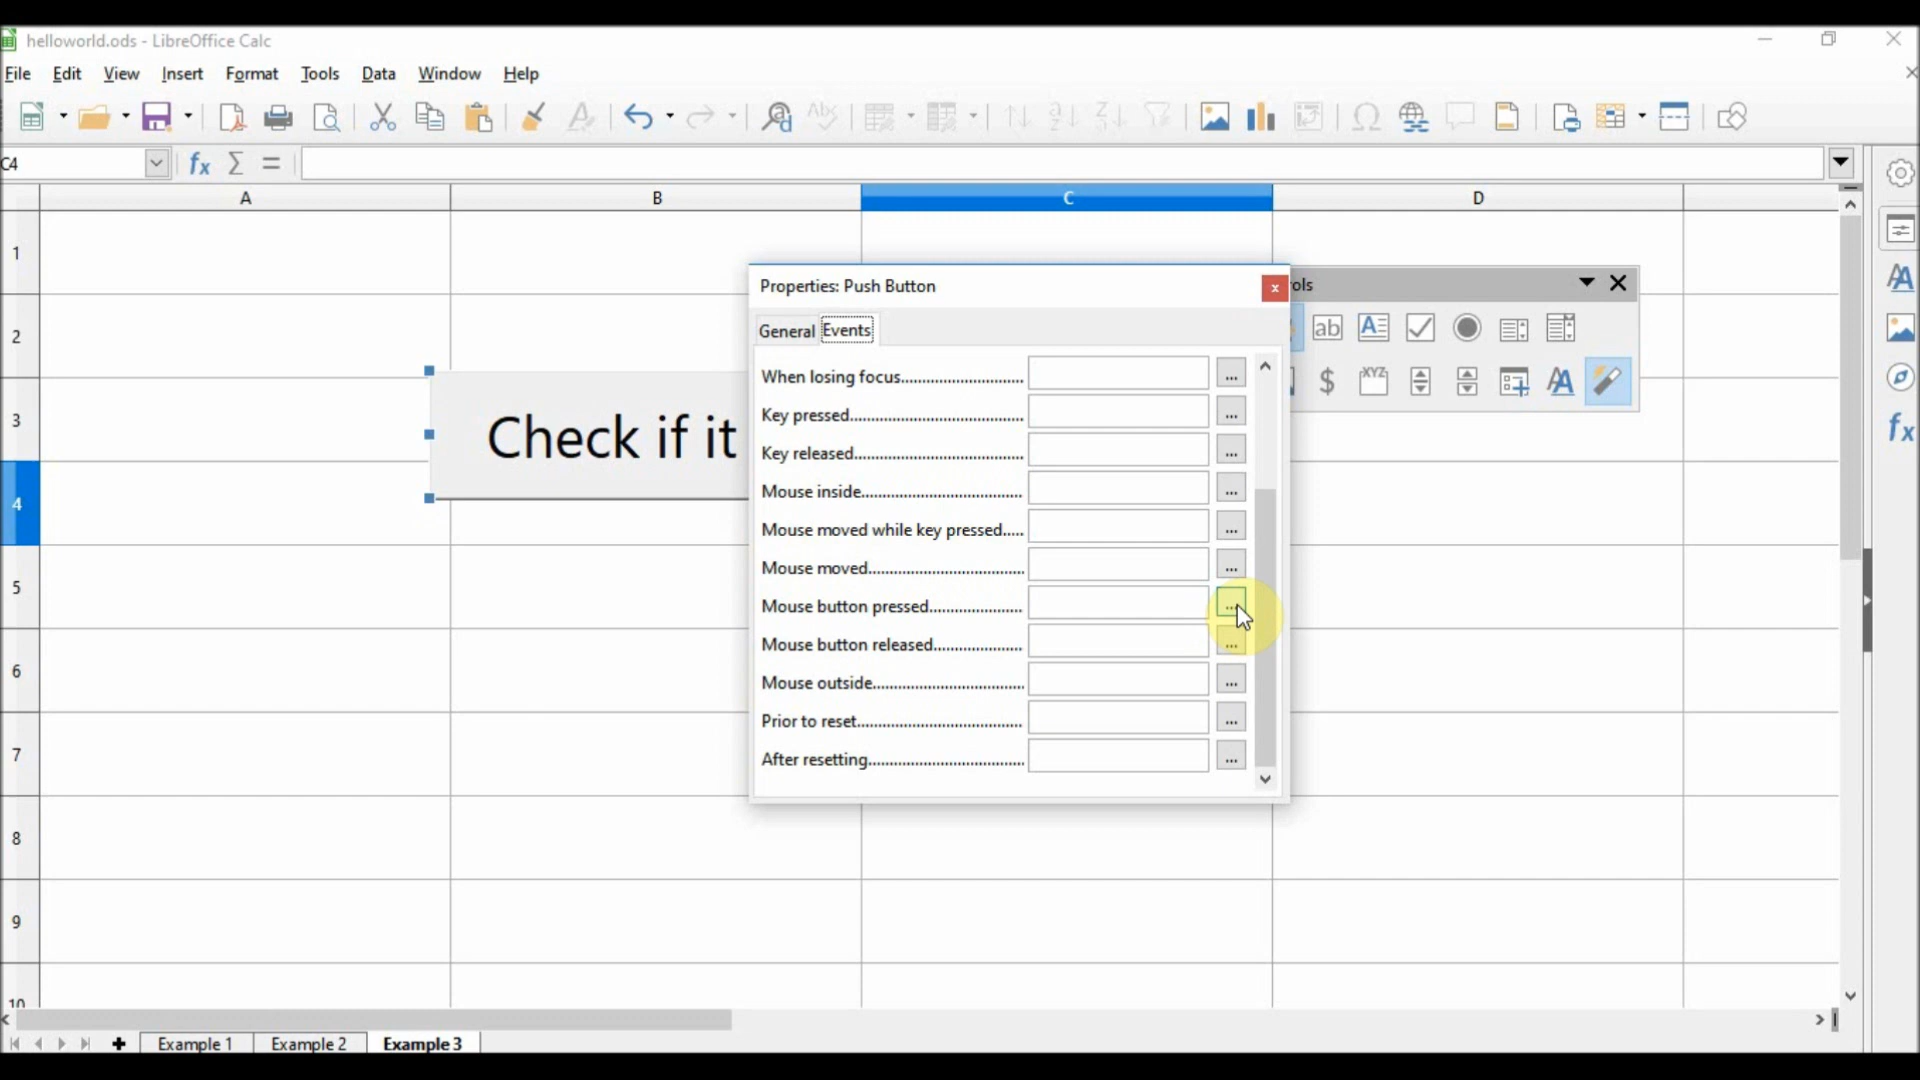 helloworld.ods - LibreOffice Calc
File Edit View Insert Format Tools Data Window Help
C4
A B C D
1
2
3
4
5
6
7
8
9
10
Check if it
Properties: Push Button
General Events
When losing focus
Key pressed
Key released
Mouse inside
Mouse moved while key pressed
Mouse moved
Mouse button pressed
Mouse button released
Mouse outside
Prior to reset
After resetting
rols
Example 1 Example 2 Example 3